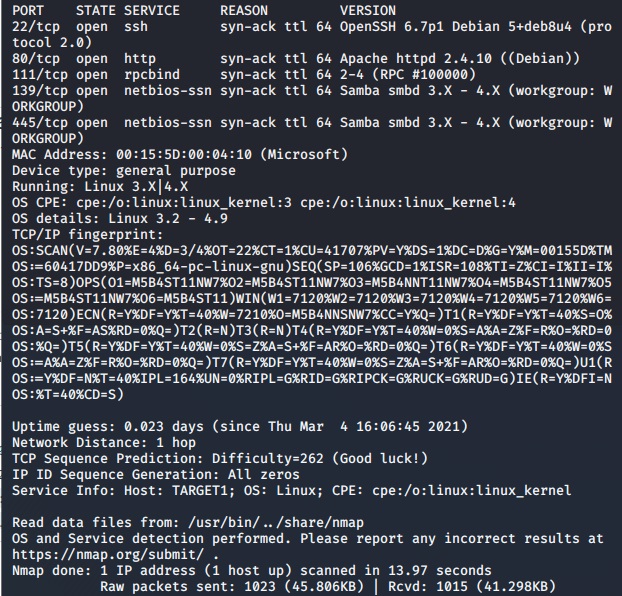 PORT    STATE SERVICE     REASON         VERSION
22/tcp  open  ssh         syn-ack ttl 64 OpenSSH 6.7p1 Debian 5+deb8u4 (pro
tocol 2.0)
80/tcp  open  http        syn-ack ttl 64 Apache httpd 2.4.10 ((Debian))
111/tcp open  rpcbind     syn-ack ttl 64 2-4 (RPC #100000)
139/tcp open  netbios-ssn syn-ack ttl 64 Samba smbd 3.X - 4.X (workgroup: W
ORKGROUP)
445/tcp open  netbios-ssn syn-ack ttl 64 Samba smbd 3.X - 4.X (workgroup: W
ORKGROUP)
MAC Address: 00:15:5D:00:04:10 (Microsoft)
Device type: general purpose
Running: Linux 3.X|4.X
OS CPE: cpe:/o:linux:linux_kernel:3 cpe:/o:linux:linux_kernel:4
OS details: Linux 3.2 - 4.9
TCP/IP fingerprint:
OS:SCAN(V=7.80%E=4%D=3/4%OT=22%CT=1%CU=41707%PV=Y%DS=1%DC=D%G=Y%M=00155D%TM
OS:=60417DD9%P=x86_64-pc-linux-gnu)SEQ(SP=106%GCD=1%ISR=108%TI=Z%CI=I%II=I%
OS:TS=8)OPS(O1=M5B4ST11NW7%O2=M5B4ST11NW7%O3=M5B4NNT11NW7%O4=M5B4ST11NW7%O5
OS:=M5B4ST11NW7%O6=M5B4ST11)WIN(W1=7120%W2=7120%W3=7120%W4=7120%W5=7120%W6=
OS:7120)ECN(R=Y%DF=Y%T=40%W=7210%O=M5B4NNSNW7%CC=Y%Q=)T1(R=Y%DF=Y%T=40%S=O%
OS:A=S+%F=AS%RD=0%Q=)T2(R=N)T3(R=N)T4(R=Y%DF=Y%T=40%W=0%S=A%A=Z%F=R%O=%RD=0
OS:%Q=)T5(R=Y%DF=Y%T=40%W=0%S=Z%A=S+%F=AR%O=%RD=0%Q=)T6(R=Y%DF=Y%T=40%W=0%S
OS:=A%A=Z%F=R%O=%RD=0%Q=)T7(R=Y%DF=Y%T=40%W=0%S=Z%A=S+%F=AR%O=%RD=0%Q=)U1(R
OS:=Y%DF=N%T=40%IPL=164%UN=0%RIPL=G%RID=G%RIPCK=G%RUCK=G%RUD=G)IE(R=Y%DFI=N
OS:%T=40%CD=S)
Uptime guess: 0.023 days (since Thu Mar  4 16:06:45 2021)
Network Distance: 1 hop
TCP Sequence Prediction: Difficulty=262 (Good luck!)
IP ID Sequence Generation: All zeros
Service Info: Host: TARGET1; OS: Linux; CPE: cpe:/o:linux:linux_kernel
Read data files from: /usr/bin/../share/nmap
OS and Service detection performed. Please report any incorrect results at
https://nmap.org/submit/ .
Nmap done: 1 IP address (1 host up) scanned in 13.97 seconds
Raw packets sent: 1023 (45.806KB) | Rcvd: 1015 (41.298KB)